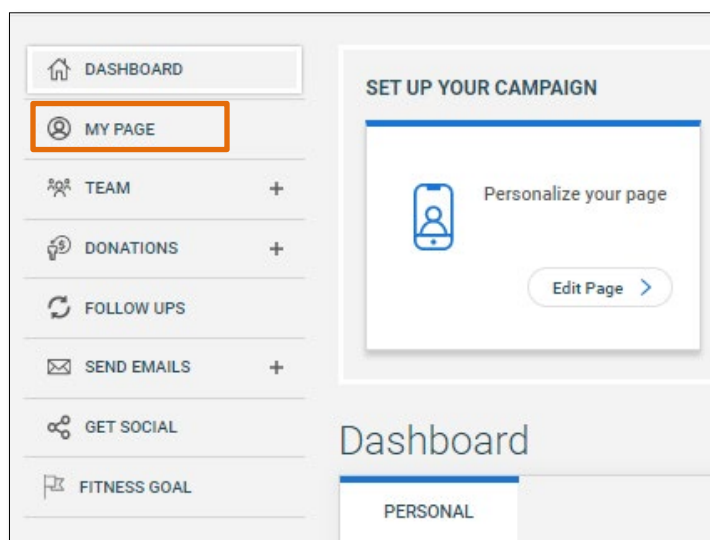 DASHBOARD
MY PAGE
TEAM +
DONATIONS +
FOLLOW UPS
SEND EMAILS +
GET SOCIAL
FITNESS GOAL
SET UP YOUR CAMPAIGN
Personalize your page
Edit Page >
Dashboard
PERSONAL